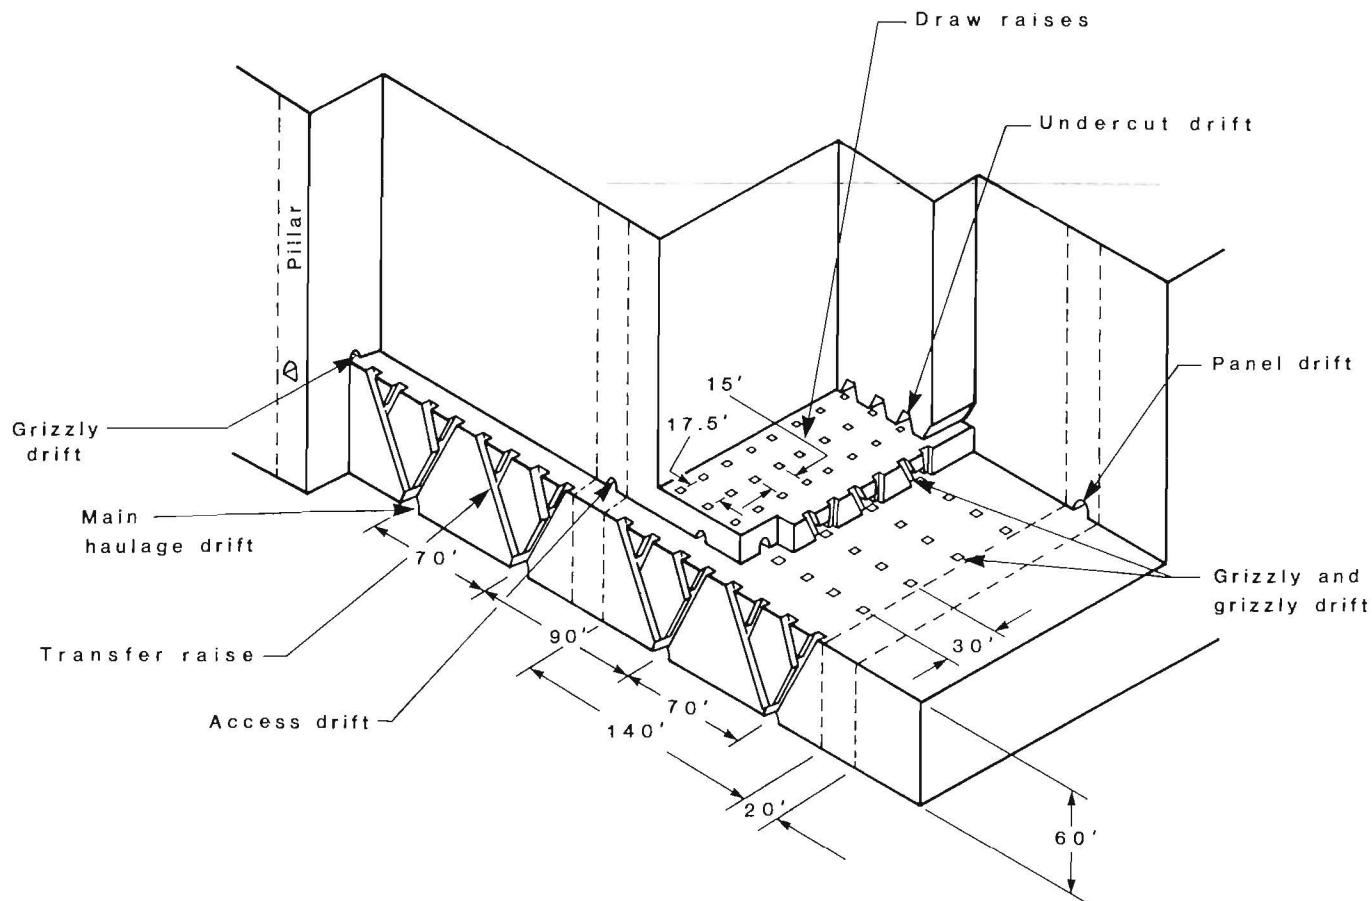 Draw raises
Undercut drift
Pillar
Panel drift
15'
17.5'
Grizzly
drift
Main
haulage drift
70'
Grizzly and
grizzly drift
30'
90'
Transfer raise
70'
Access drift
140'
20'
60'